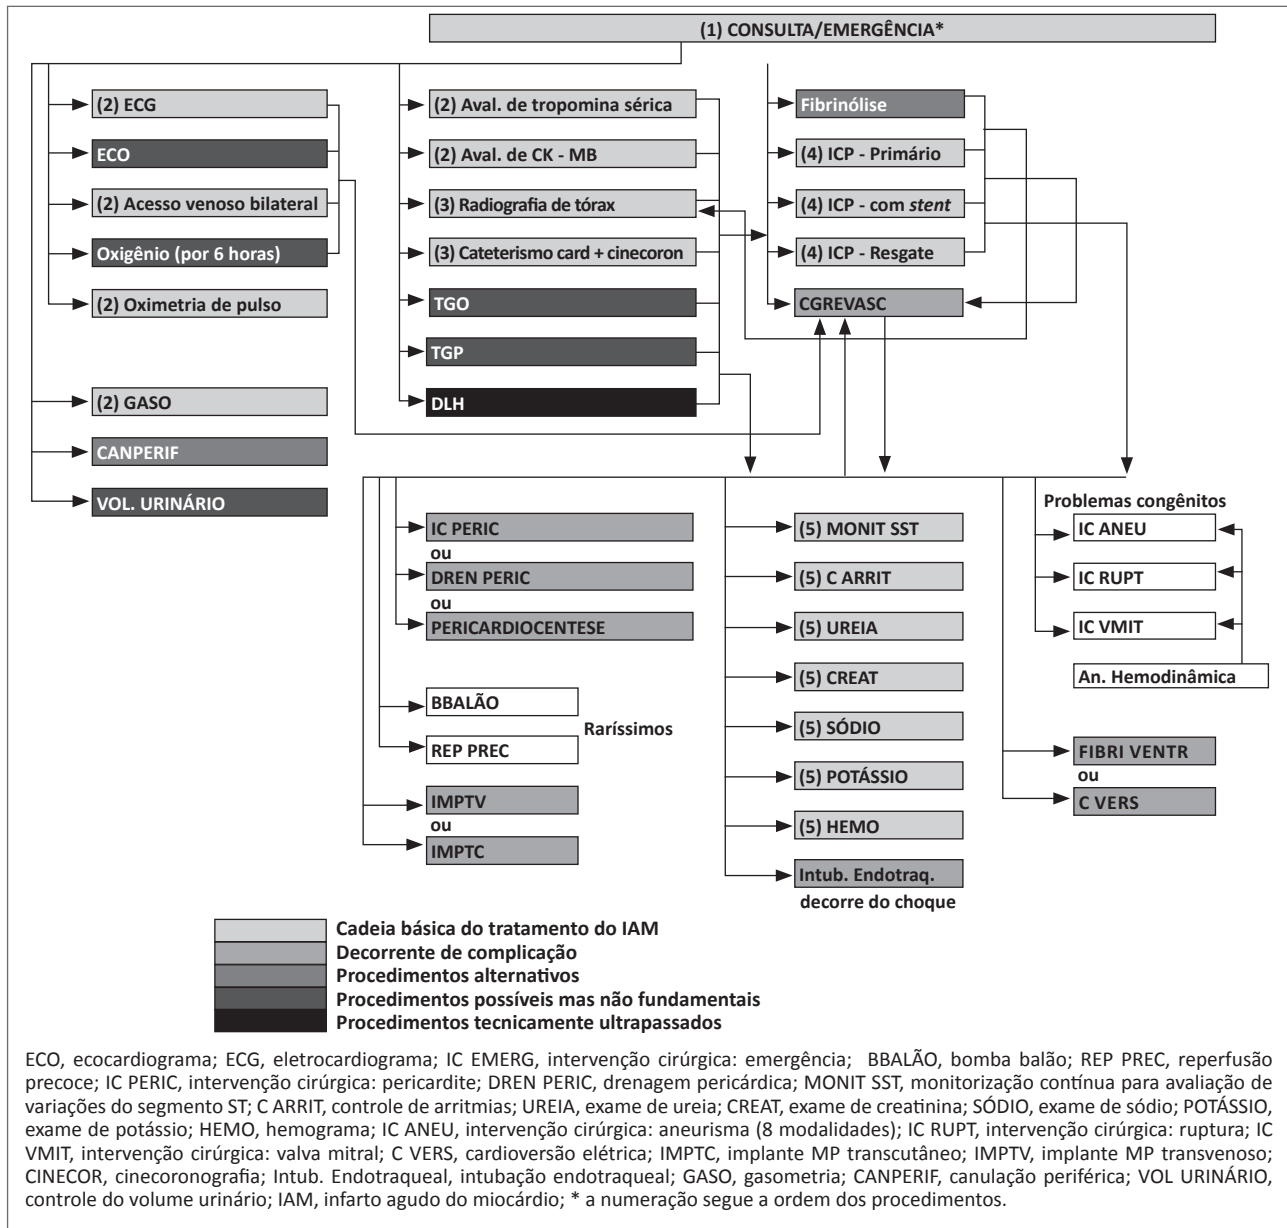 (1) CONSULTA/EMERGÊNCIA*
(2) ECG
ECO
(2) Acesso venoso bilateral
Oxigênio (por 6 horas)
(2) Oximetria de pulso
(2) GASO
CANPERIF
VOL. URINÁRIO
(2) Aval. de tropomina sérica
(2) Aval. de CK - MB
(3) Radiografia de tórax
(3) Cateterismo card + cinecoron
TGO
TGP
DLH
Fibrinólise
(4) ICP - Primário
(4) ICP - com stent
(4) ICP - Resgate
CGREVASC
IC PERIC
ou
DREN PERIC
ou
PERICARDIOCENTESE
BBALÃO
Raríssimos
REP PREC
IMPTV
ou
IMPTC
(5) MONIT SST
(5) C ARRIT
(5) UREIA
(5) CREAT
(5) SÓDIO
(5) POTÁSSIO
(5) HEMO
Intub. Endotraq.
decorre do choque
Problemas congênitos
IC ANEU
IC RUPT
IC VMIT
An. Hemodinâmica
FIBRI VENTR
ou
C VERS
Cadeia básica do tratamento do IAM
Decorrente de complicação
Procedimentos alternativos
Procedimentos possíveis mas não fundamentais
Procedimentos tecnicamente ultrapassados
ECO, ecocardiograma; ECG, eletrocardiograma; IC EMERG, intervenção cirúrgica: emergência; BBALÃO, bomba balão; REP PREC, reperfusão
precoce; IC PERIC, intervenção cirúrgica: pericardite; DREN PERIC, drenagem pericárdica; MONIT SST, monitorização contínua para avaliação de
variações do segmento ST; C ARRIT, controle de arritmias; UREIA, exame de ureia; CREAT, exame de creatinina; SÓDIO, exame de sódio; POTÁSSIO,
exame de potássio; HEMO, hemograma; IC ANEU, intervenção cirúrgica: aneurisma (8 modalidades); IC RUPT, intervenção cirúrgica: ruptura; IC
VMIT, intervenção cirúrgica: valva mitral; C VERS, cardioversão elétrica; IMPTC, implante MP transcutâneo; IMPTV, implante MP transvenoso;
CINECOR, cinecoronografia; Intub. Endotraqueal, intubação endotraqueal; GASO, gasometria; CANPERIF, canulação periférica; VOL URINÁRIO,
controle do volume urinário; IAM, infarto agudo do miocárdio; * a numeração segue a ordem dos procedimentos.